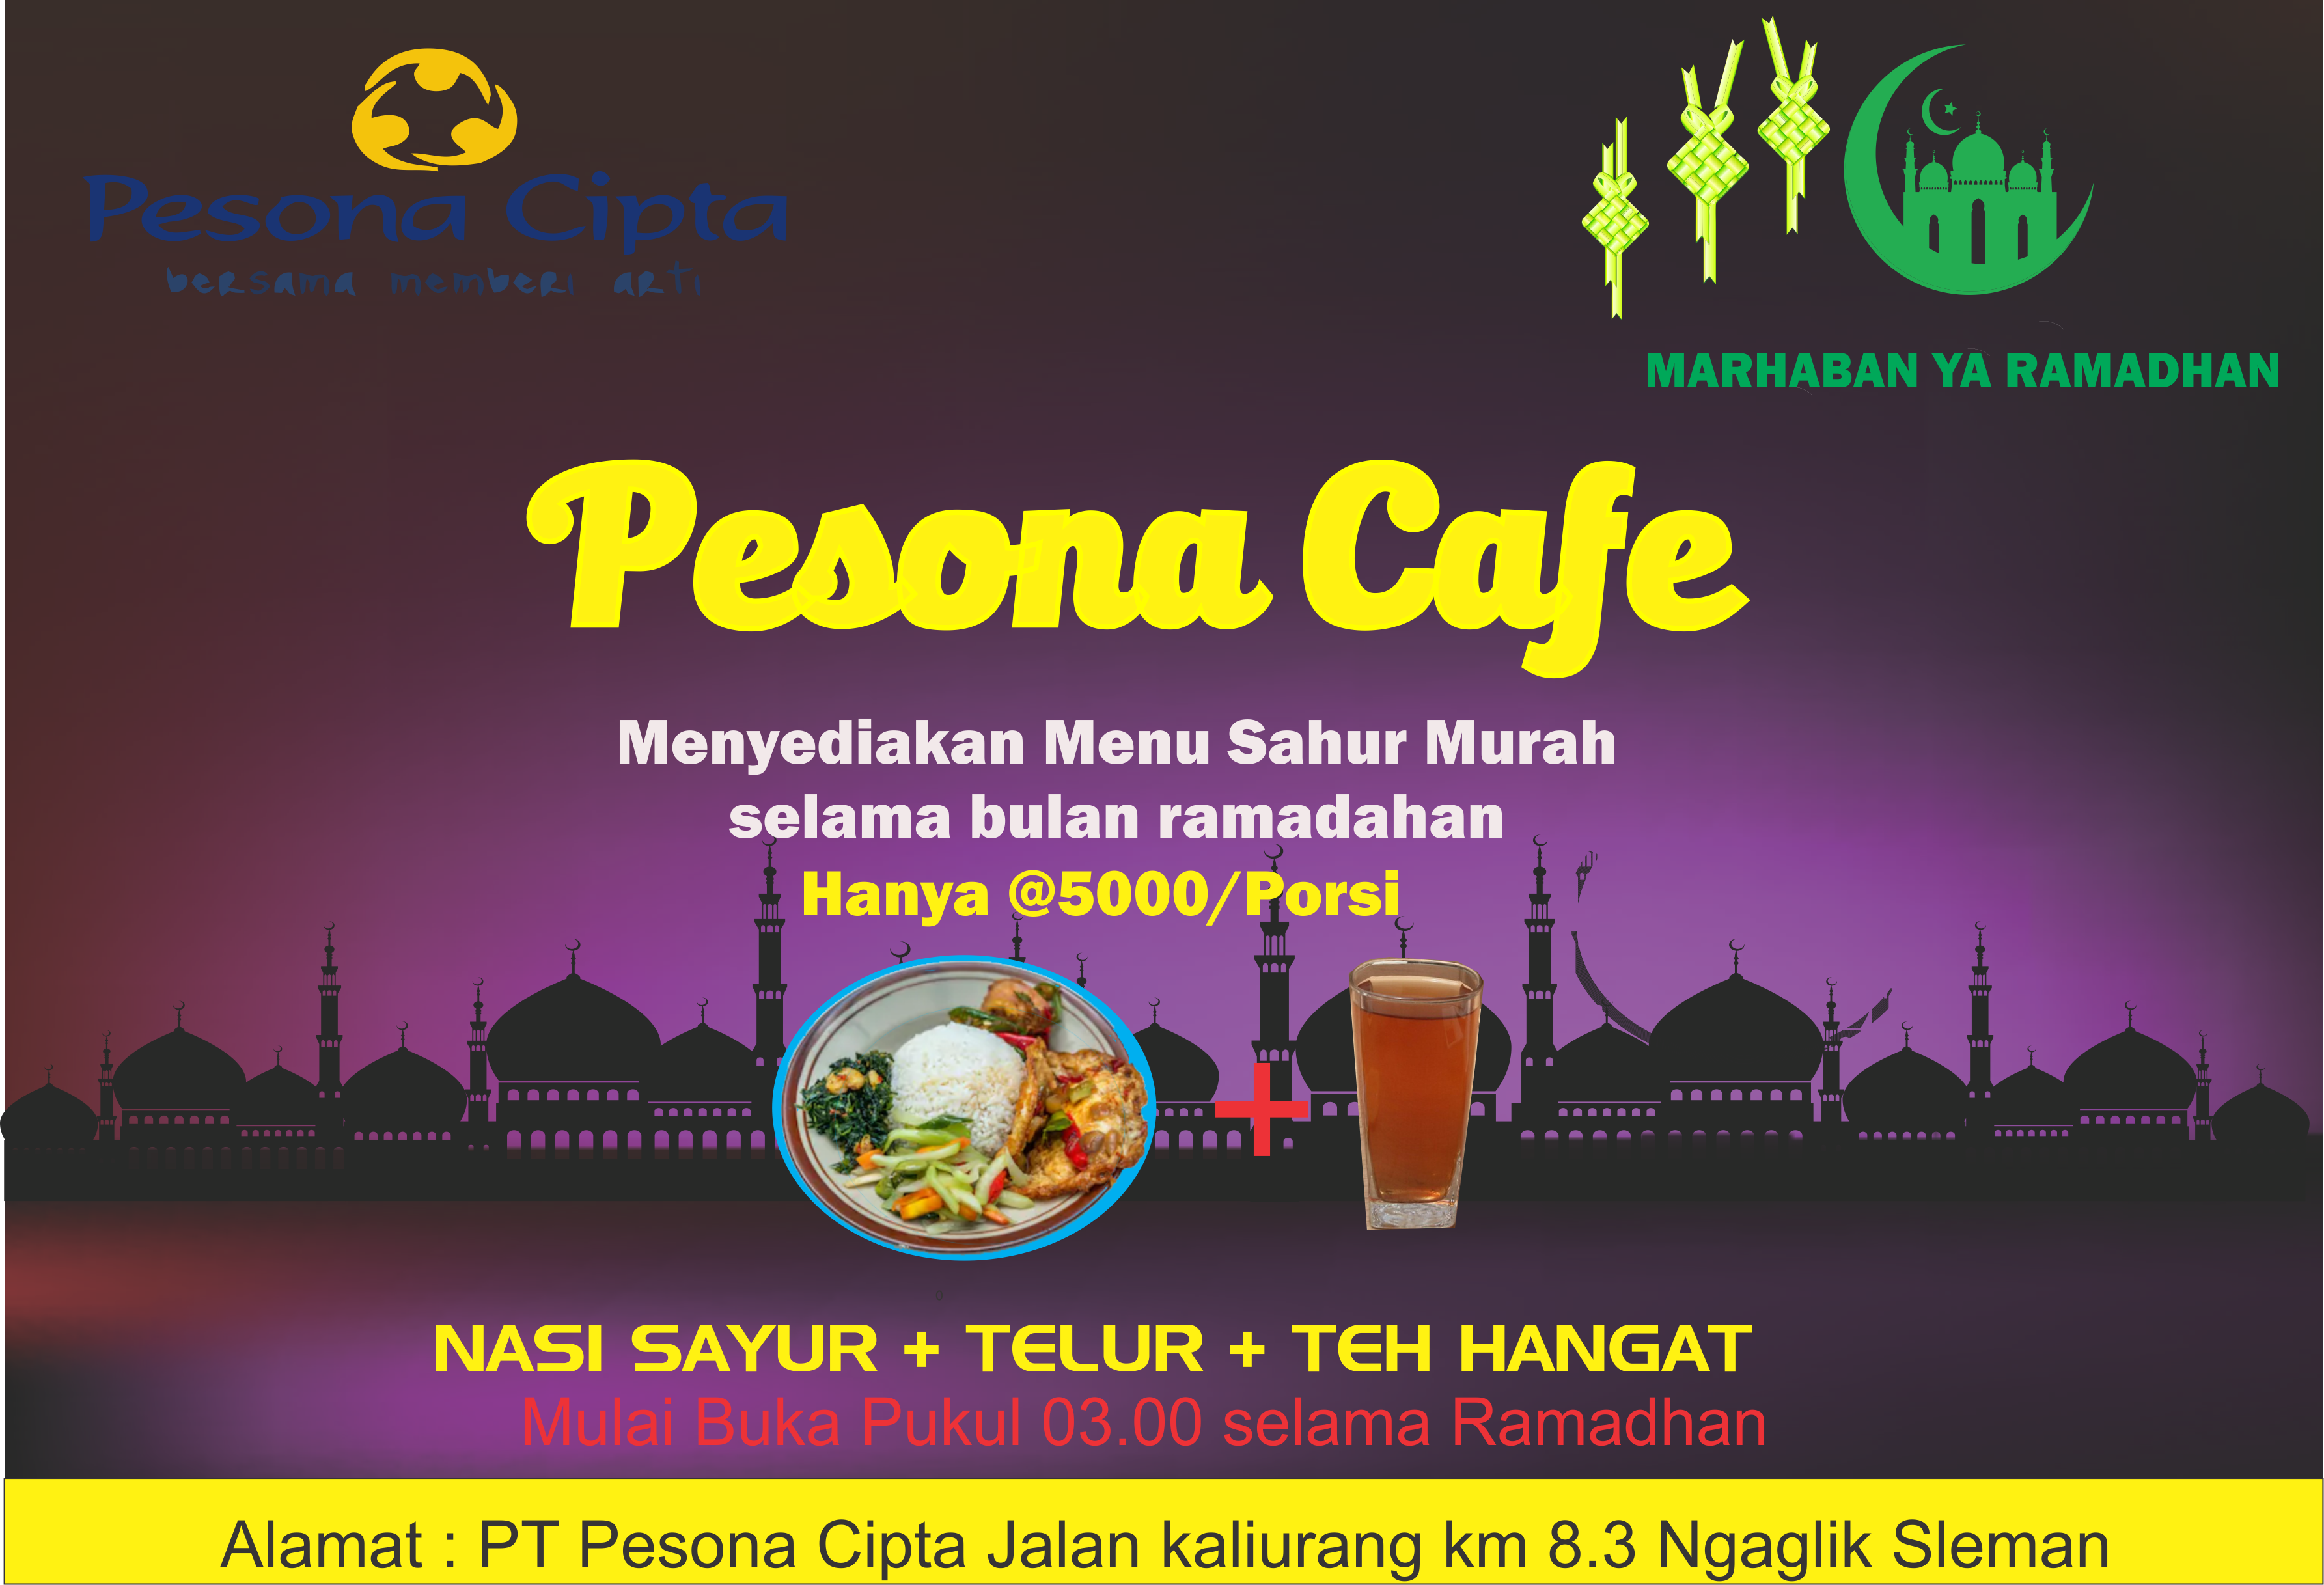 Pesona Cipta
bersama memberi arti
MARHABAN YA RAMADHAN
Pesona Cafe
Menyediakan Menu Sahur Murah
selama bulan ramadahan
Hanya @5000/Porsi
NASI SAYUR + TELUR + TEH HANGAT
Mulai Buka Pukul 03.00 selama Ramadhan
Alamat : PT Pesona Cipta Jalan kaliurang km 8.3 Ngaglik Sleman